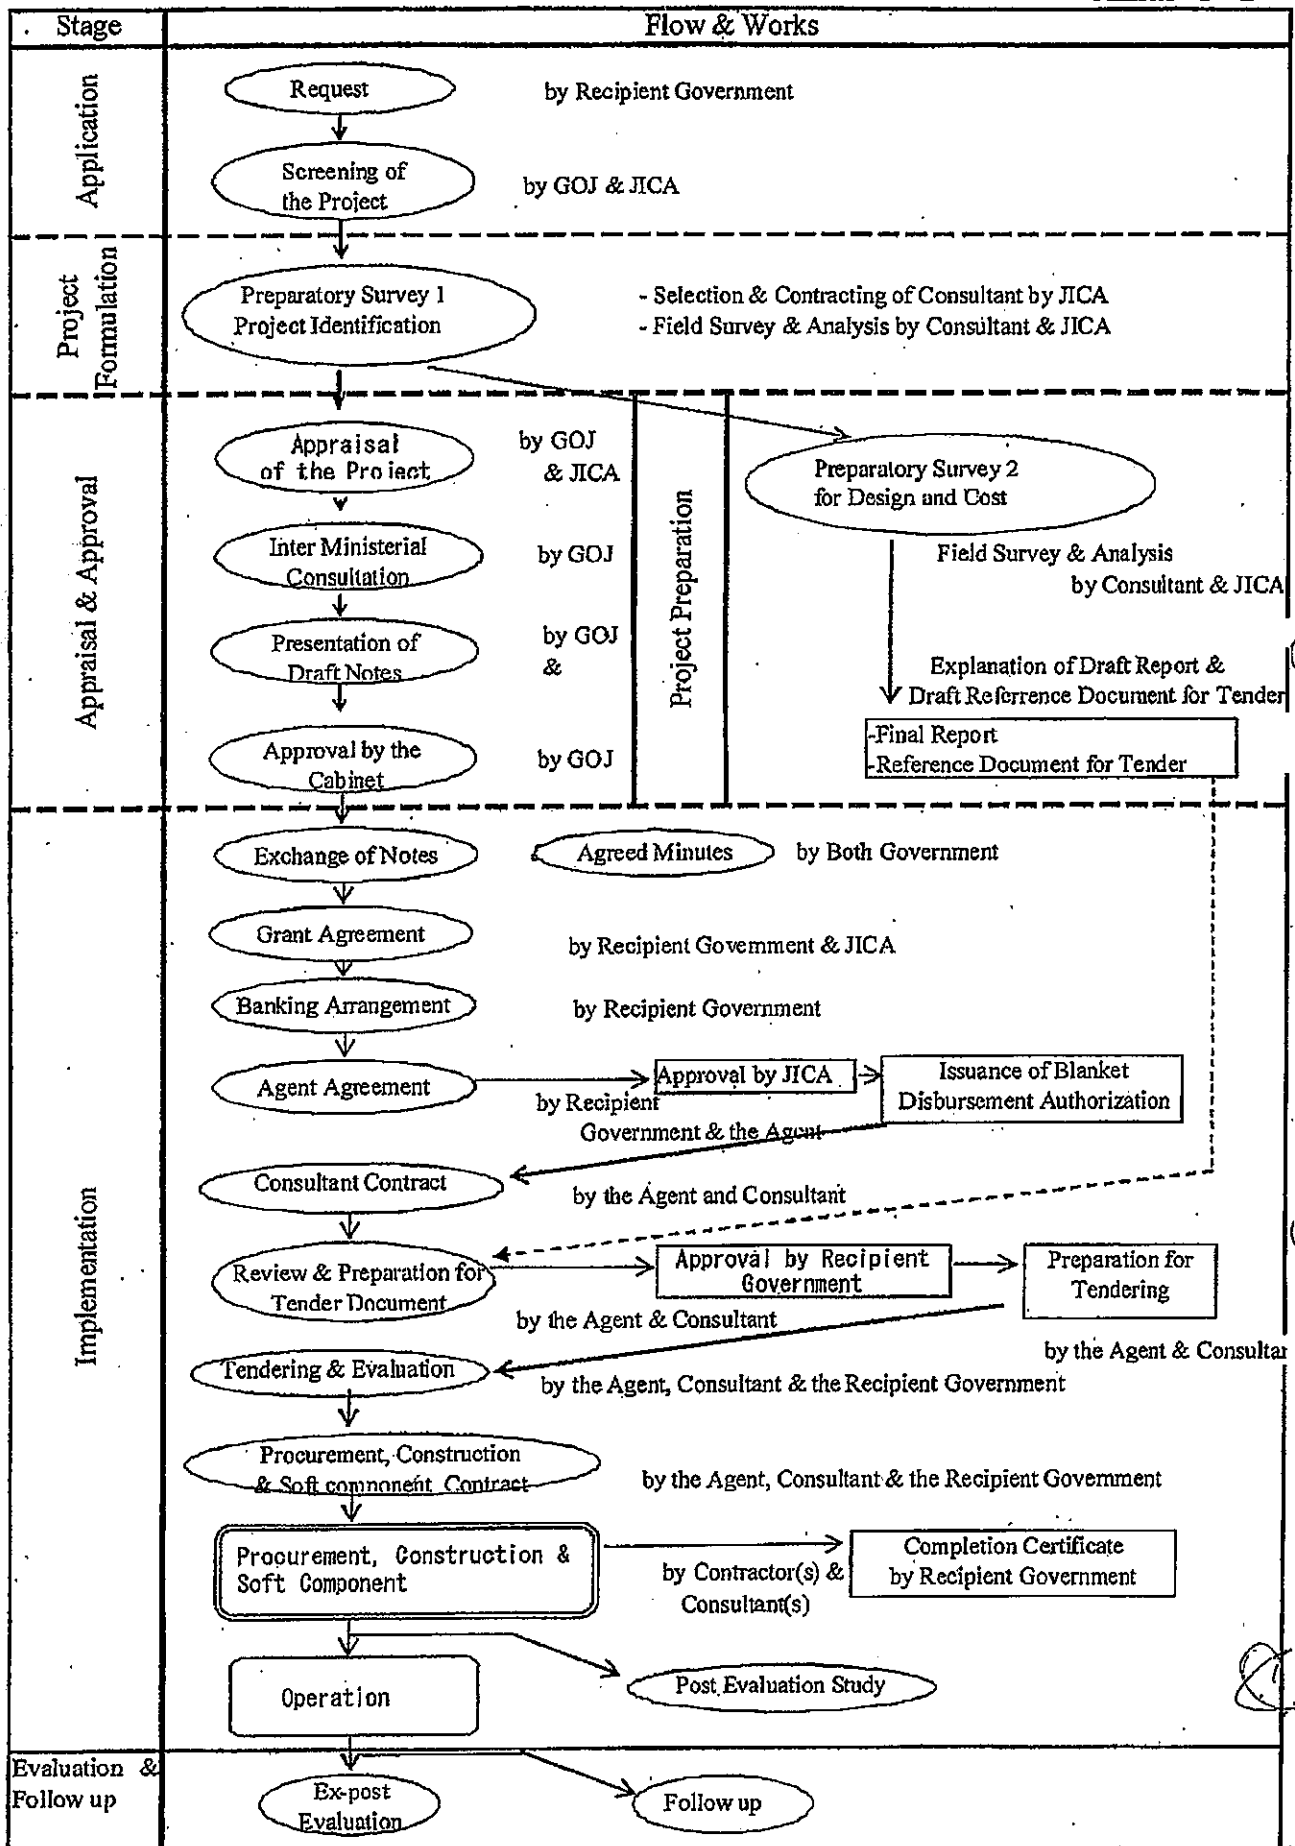 Stage
Flow & Works
Application
Request
by Recipient Government
Screening of
the Project
by GOJ & JICA
Project
Formulation
Preparatory Survey 1
Project Identification
- Selection & Contracting of Consultant by JICA
- Field Survey & Analysis by Consultant & JICA
Appraisal & Approval
Appraisal
of the Project
by GOJ
& JICA
Inter Ministerial
Consultation
by GOJ
Presentation of
Draft Notes
by GOJ
&
Approval by the
Cabinet
by GOJ
Project Preparation
Preparatory Survey 2
for Design and Cost
Field Survey & Analysis
by Consultant & JICA
Explanation of Draft Report &
Draft Referrence Document for Tender
-Final Report
-Reference Document for Tender
Implementation
Exchange of Notes
Agreed Minutes
by Both Government
Grant Agreement
by Recipient Government & JICA
Banking Arrangement
by Recipient Government
Agent Agreement
Approval by JICA
Issuance of Blanket
Disbursement Authorization
by Recipient
Government & the Agent
Consultant Contract
by the Agent and Consultant
Review & Preparation for
Tender Document
Approval by Recipient
Government
Preparation for
Tendering
by the Agent & Consultant
by the Agent & Consultan
Tendering & Evaluation
by the Agent, Consultant & the Recipient Government
Procurement, Construction
& Soft component Contract
by the Agent, Consultant & the Recipient Government
Procurement, Construction &
Soft Component
by Contractor(s) &
Consultant(s)
Completion Certificate
by Recipient Government
Operation
Post Evaluation Study
Evaluation &
Follow up
Ex-post
Evaluation
Follow up